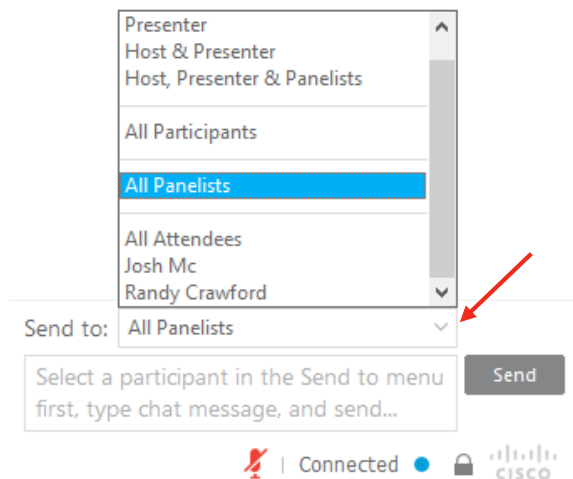 Presenter
Host & Presenter
Host, Presenter & Panelists
All Participants
All Panelists
All Attendees
Josh Mc
Randy Crawford
Send to: All Panelists
Select a participant in the Send to menu
first, type chat message, and send...
Send
Connected
CISCO